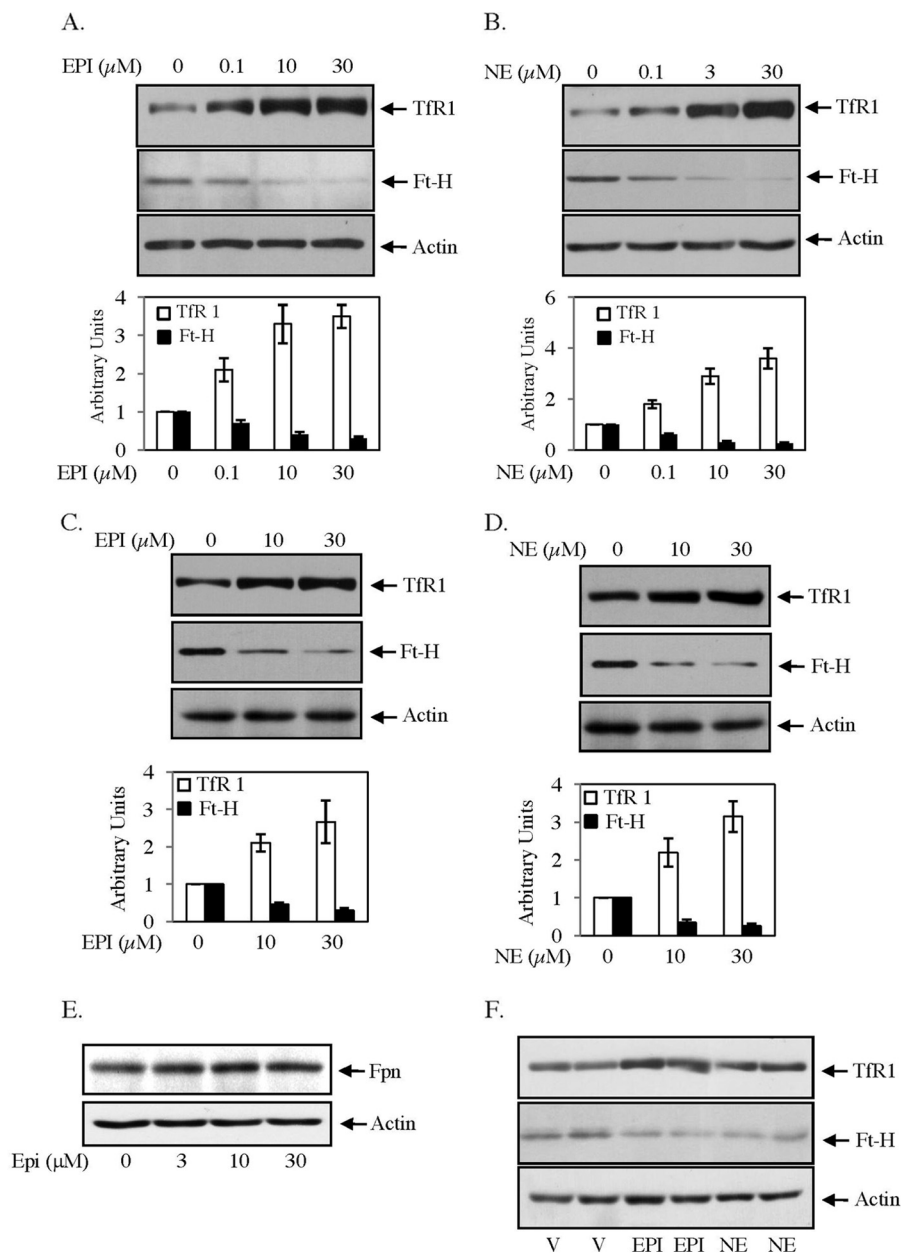 A.
EPI (µM) 0 0.1 10 30
TfR1
Ft-H
Actin
4
3
2
1
0
Arbitrary Units
TfR 1
Ft-H
EPI (µM) 0 0.1 10 30
B.
NE (µM) 0 0.1 3 30
TfR1
Ft-H
Actin
6
4
2
0
Arbitrary Units
TfR 1
Ft-H
NE (µM) 0 0.1 10 30
C.
EPI (µM) 0 10 30
TfR1
Ft-H
Actin
4
3
2
1
0
Arbitrary Units
TfR 1
Ft-H
EPI (µM) 0 10 30
D.
NE (µM) 0 10 30
TfR1
Ft-H
Actin
4
3
2
1
0
Arbitrary Units
TfR 1
Ft-H
NE (µM) 0 10 30
E.
Fpn
Actin
Epi (µM) 0 3 10 30
F.
TfR1
Ft-H
Actin
V V EPI EPI NE NE